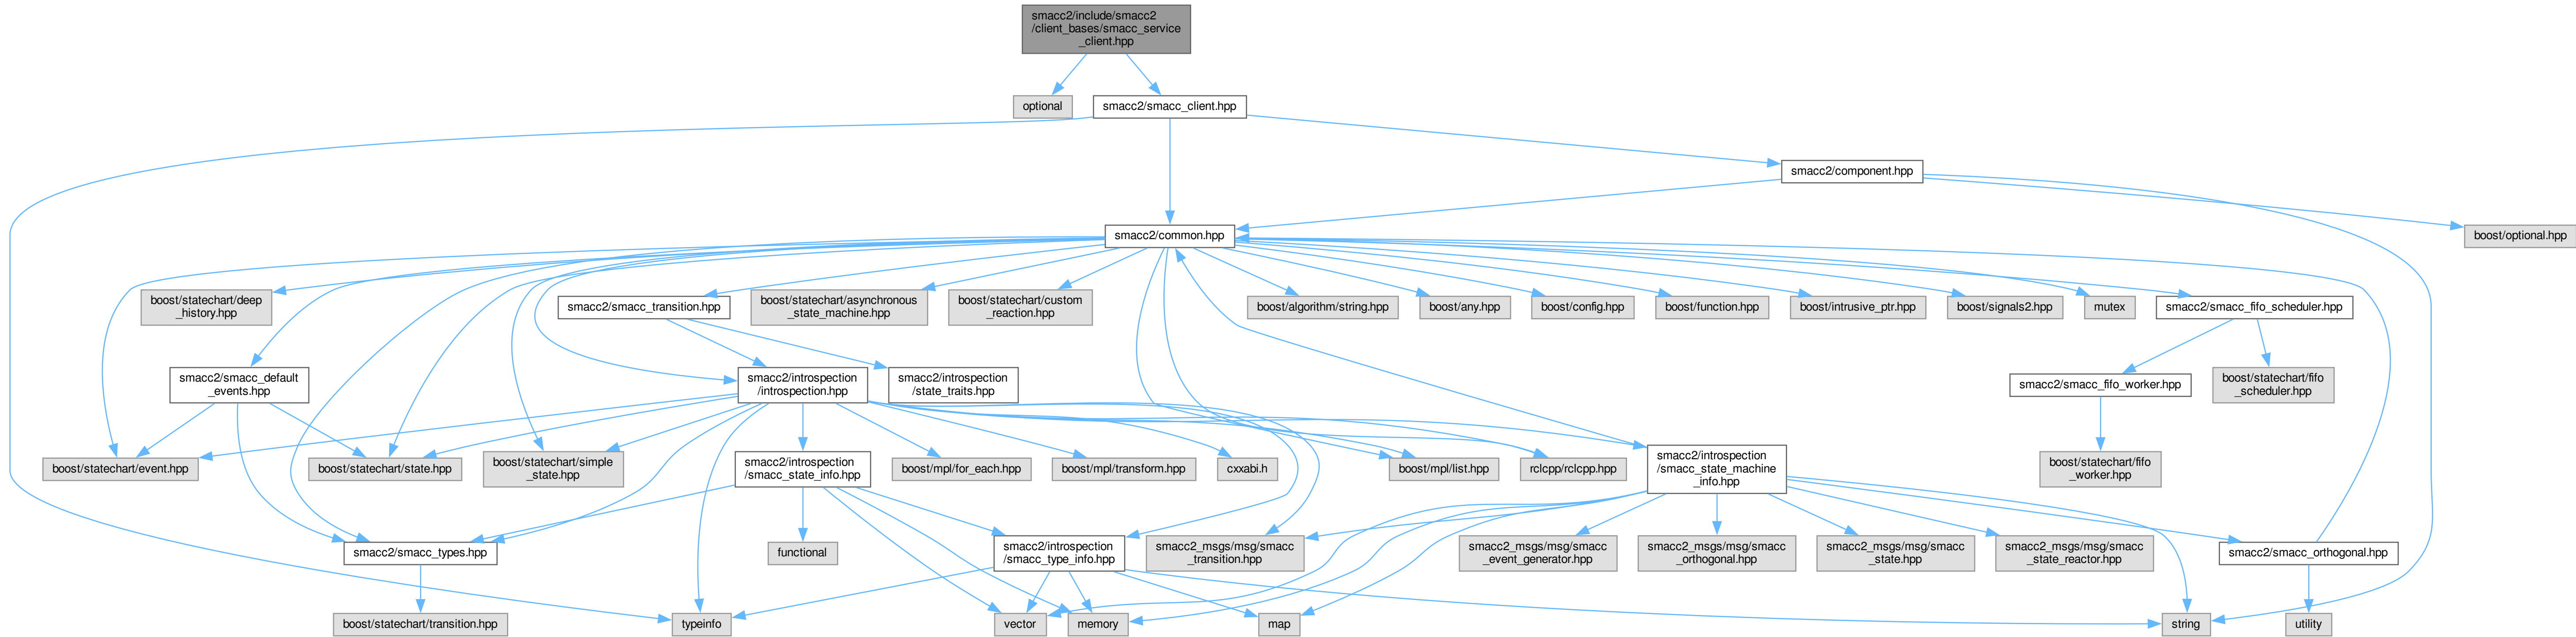 smacc2/include/smacc2
/client_bases/smacc_service
_client.hpp
optional
smacc2/smacc_client.hpp
smacc2/component.hpp
smacc2/common.hpp
boost/optional.hpp
boost/statechart/deep
_history.hpp
smacc2/smacc_transition.hpp
boost/statechart/asynchronous
_state_machine.hpp
boost/statechart/custom
_reaction.hpp
boost/algorithm/string.hpp
boost/any.hpp
boost/config.hpp
boost/function.hpp
boost/intrusive_ptr.hpp
boost/signals2.hpp
mutex
smacc2/smacc_fifo_scheduler.hpp
smacc2/smacc_default
_events.hpp
smacc2/introspection
/introspection.hpp
smacc2/introspection
/state_traits.hpp
smacc2/smacc_fifo_worker.hpp
boost/statechart/fifo
_scheduler.hpp
boost/statechart/event.hpp
boost/statechart/state.hpp
boost/statechart/simple
_state.hpp
smacc2/introspection
/smacc_state_info.hpp
boost/mpl/for_each.hpp
boost/mpl/transform.hpp
cxxabi.h
boost/mpl/list.hpp
rclcpp/rclcpp.hpp
smacc2/introspection
/smacc_state_machine
_info.hpp
boost/statechart/fifo
_worker.hpp
smacc2/smacc_types.hpp
functional
smacc2/introspection
/smacc_type_info.hpp
smacc2_msgs/msg/smacc
_transition.hpp
smacc2_msgs/msg/smacc
_event_generator.hpp
smacc2_msgs/msg/smacc
_orthogonal.hpp
smacc2_msgs/msg/smacc
_state.hpp
smacc2_msgs/msg/smacc
_state_reactor.hpp
smacc2/smacc_orthogonal.hpp
boost/statechart/transition.hpp
typeinfo
vector
memory
map
string
utility